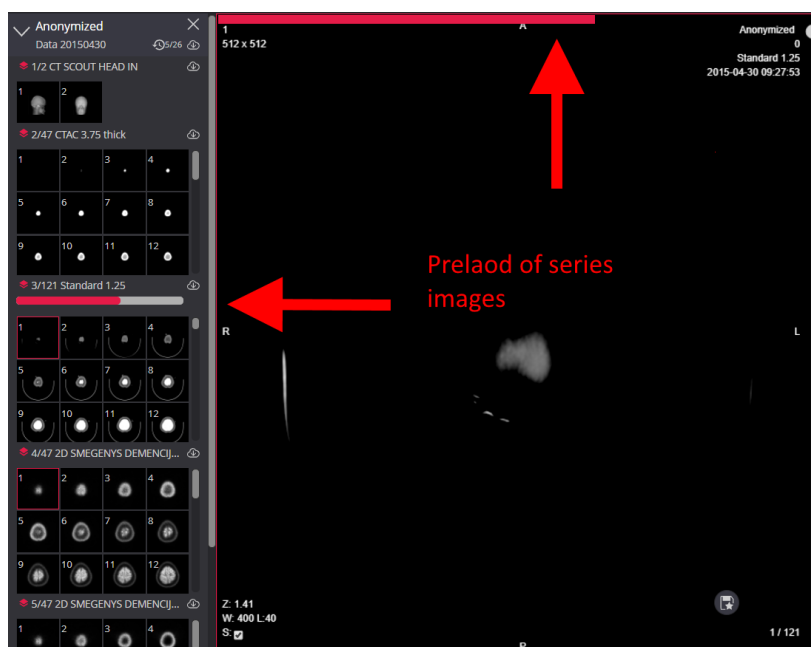 Anonymized
Data 20150430
5/26
1/2 CT SCOUT HEAD IN
1 2
2/47 CTAC 3.75 thick
1 2 3 4
5 6 7 8
9 10 11 12
3/121 Standard 1.25
1 2 3 4
5 6 7 8
9 10 11 12
4/47 2D SMEGENYS DEMENCIJ...
1 2 3 4
5 6 7 8
9 10 11 12
5/47 2D SMEGENYS DEMENCIJ...
1 2 3 4
1
512 x 512
A
Anonymized
0
Standard 1.25
2015-04-30 09:27:53
Prelaod of series
images
R
L
Z: 1.41
W: 400 L:40
S:
1 / 121
P